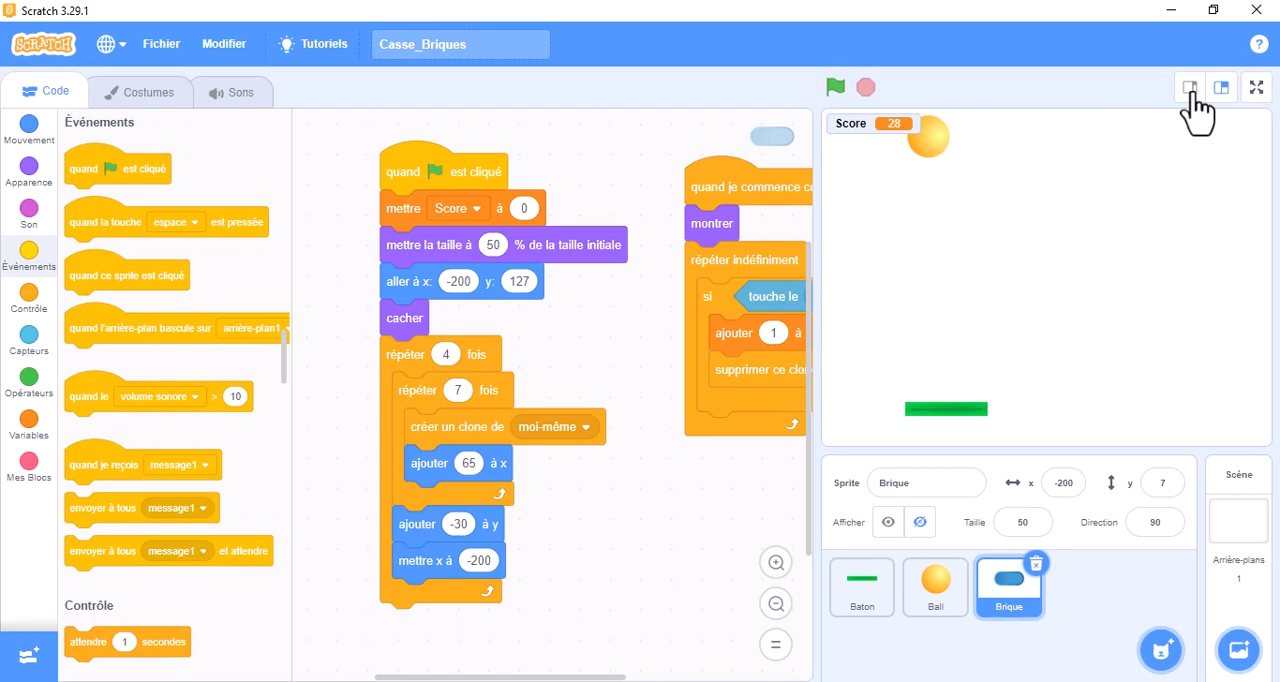 Scratch 3.29.1
SCRATCH
Fichier
Modifier
Tutoriels
Casse_Briques
?
Code
Costumes
Sons
Mouvement
Apparence
Son
Événements
Contrôle
Capteurs
Opérateurs
Variables
Mes Blocs
Événements
quand est cliqué
quand la touche espace est pressée
quand ce sprite est cliqué
quand l'arrière-plan bascule sur arrière-plan1
quand le volume sonore > 10
quand je reçois message1
envoyer à tous message1
envoyer à tous message1 et attendre
Contrôle
attendre 1 secondes
quand est cliqué
mettre Score à 0
mettre la taille à 50 % de la taille initiale
aller à x: -200 y: 127
cacher
répéter 4 fois
répéter 7 fois
créer un clone de moi-même
ajouter 65 à x
ajouter -30 à y
mettre x à -200
quand je commence co
montrer
répéter indéfiniment
si touche le
ajouter 1 à
supprimer ce clo
Score 28
Sprite Brique x -200 y 7
Afficher Taille 50 Direction 90
Baton
Ball
Brique
Scène
Arrière-plans
1